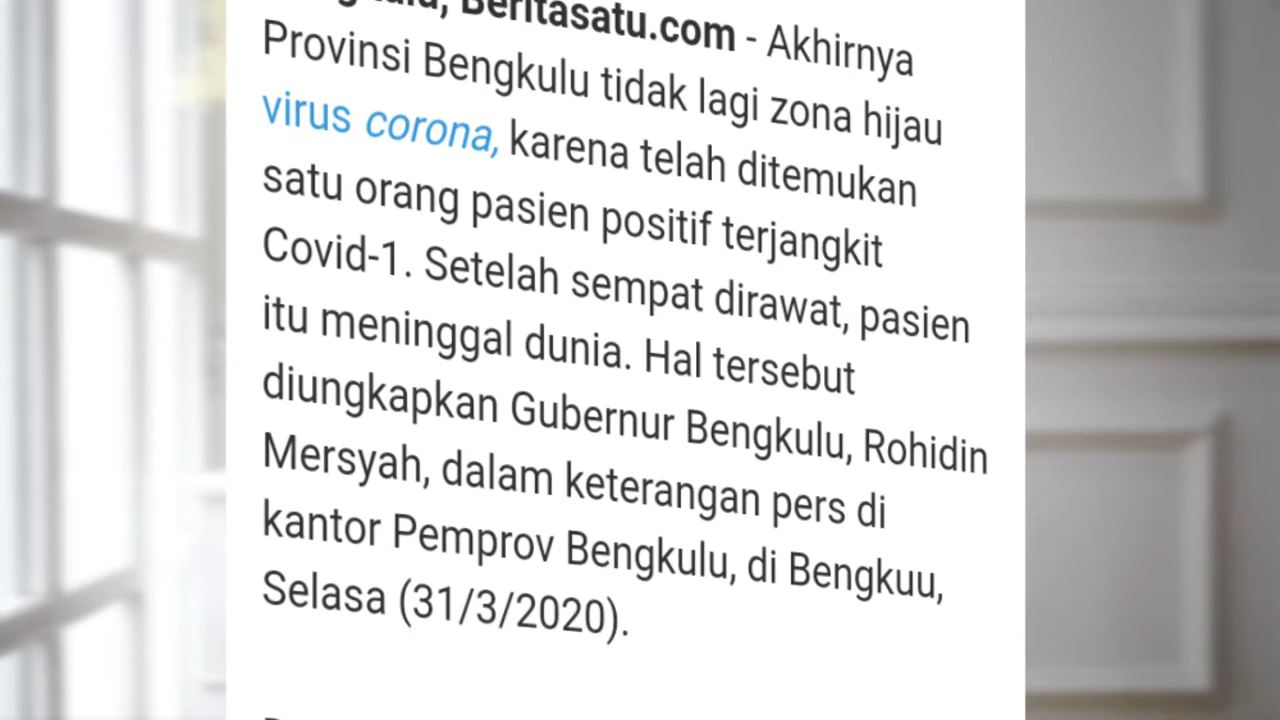 Beritasatu.com - Akhirnya
Provinsi Bengkulu tidak lagi zona hijau
virus corona, karena telah ditemukan
satu orang pasien positif terjangkit
Covid-1. Setelah sempat dirawat, pasien
itu meninggal dunia. Hal tersebut
diungkapkan Gubernur Bengkulu, Rohidin
Mersyah, dalam keterangan pers di
kantor Pemprov Bengkulu, di Bengkuu,
Selasa (31/3/2020).